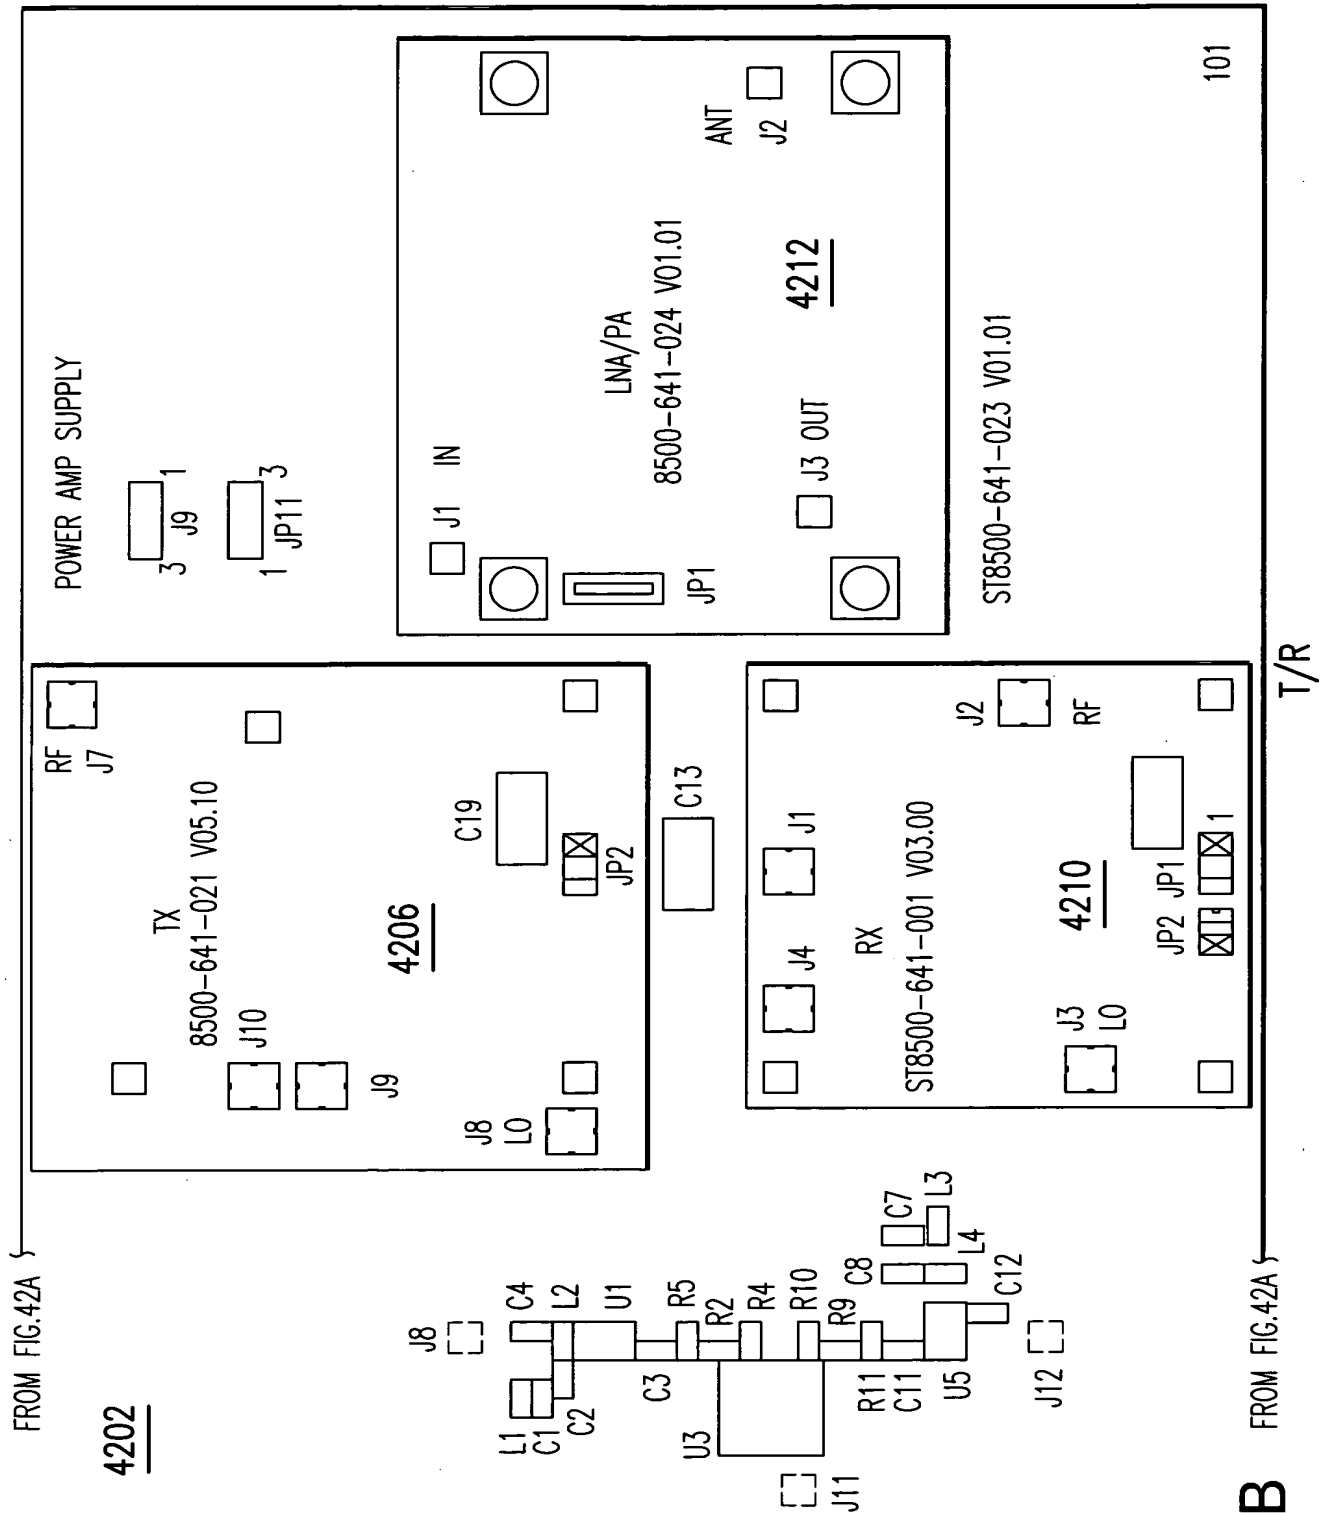 FROM FIG.42A
4202
J8
L1
C1
C2
C4
L2
U1
C3
R5
R2
R4
U3
J11
R10
R9
R11
C11
U5
C8
C7
L3
L4
C12
J12
FROM FIG.42A
RF
J7
TX
8500-641-021 V05.10
J10
J9
4206
J8
LO
C19
JP2
C13
J4
J1
RX
ST8500-641-001 V03.00
J2
RF
J3
LO
4210
JP2
JP1
1
POWER AMP SUPPLY
3
1
J9
1
3
JP11
J1
IN
JP1
LNA/PA
8500-641-024 V01.01
ANT
J2
4212
J3 OUT
ST8500-641-023 V01.01
101
T/R
B